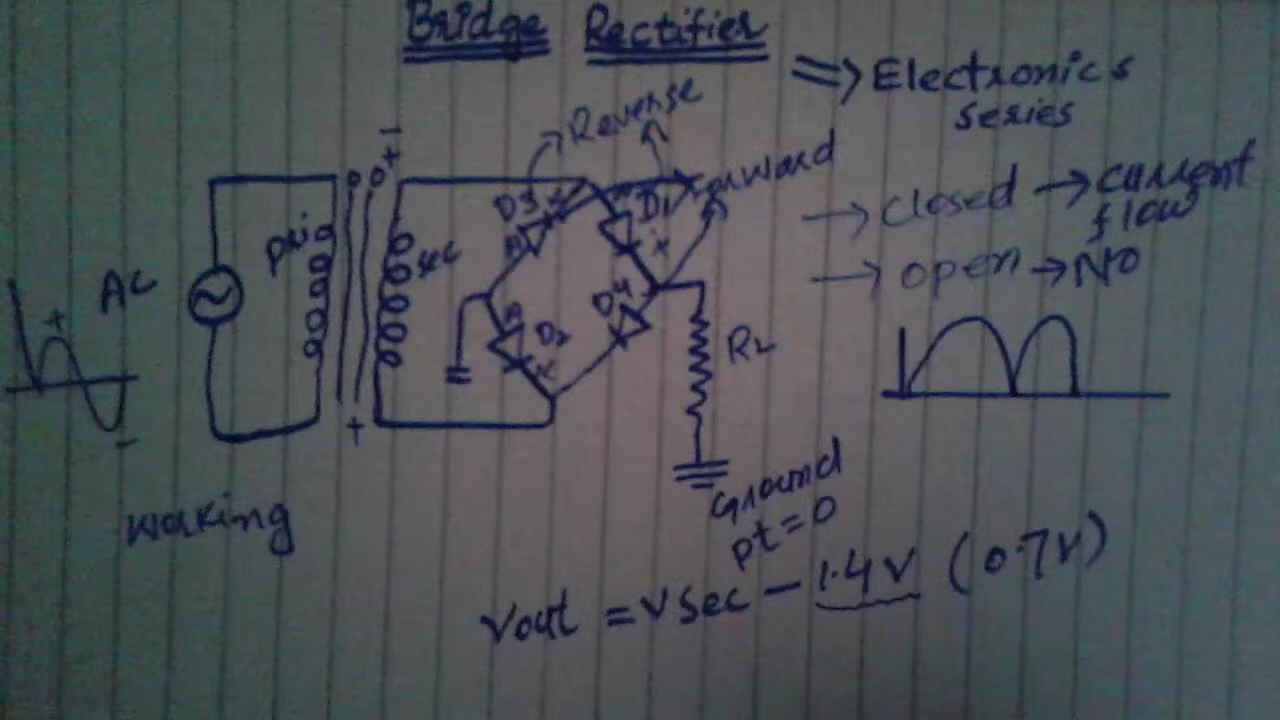 Bridge Rectifier
=> Electronics
series
Reverse
Forward
→ closed → current
flow
→ open → NO
- +
D3
D1
pri
sec
AC
+
-
D2
D4
RL
+
Ground
pt = 0
working
Vout = Vsec - 1.4V (0.7V)